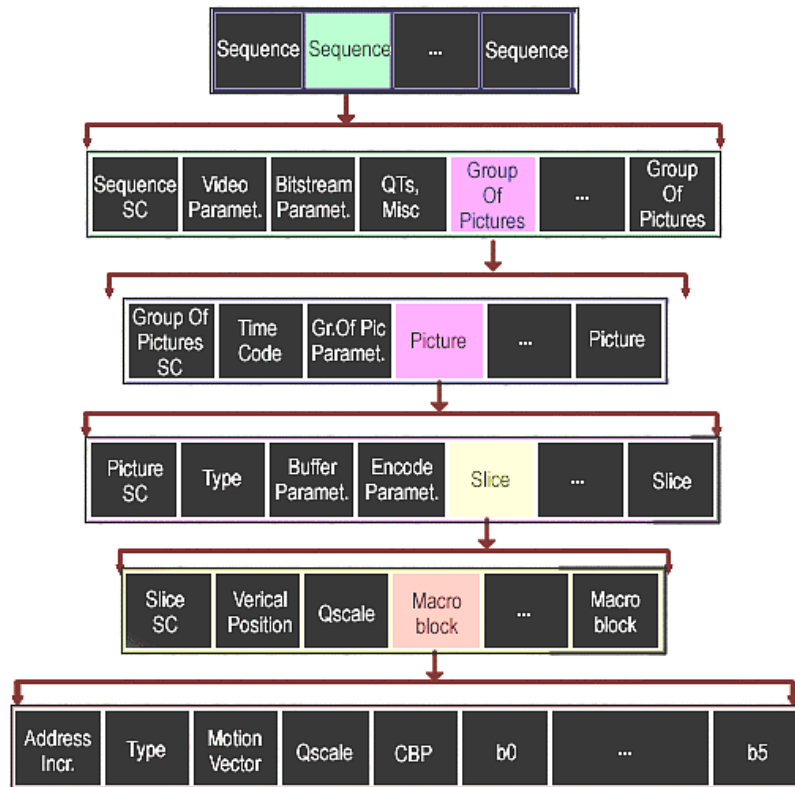 Sequence
Sequence
...
Sequence
Sequence
SC
Video
Paramet.
Bitstream
Paramet.
QTs,
Misc
Group
Of
Pictures
...
Group
Of
Pictures
Group Of
Pictures
SC
Time
Code
Gr.Of Pic
Paramet.
Picture
...
Picture
Picture
SC
Type
Buffer
Paramet.
Encode
Paramet.
Slice
...
Slice
Slice
SC
Verical
Position
Qscale
Macro
block
...
Macro
block
Address
Incr.
Type
Motion
Vector
Qscale
CBP
b0
...
b5